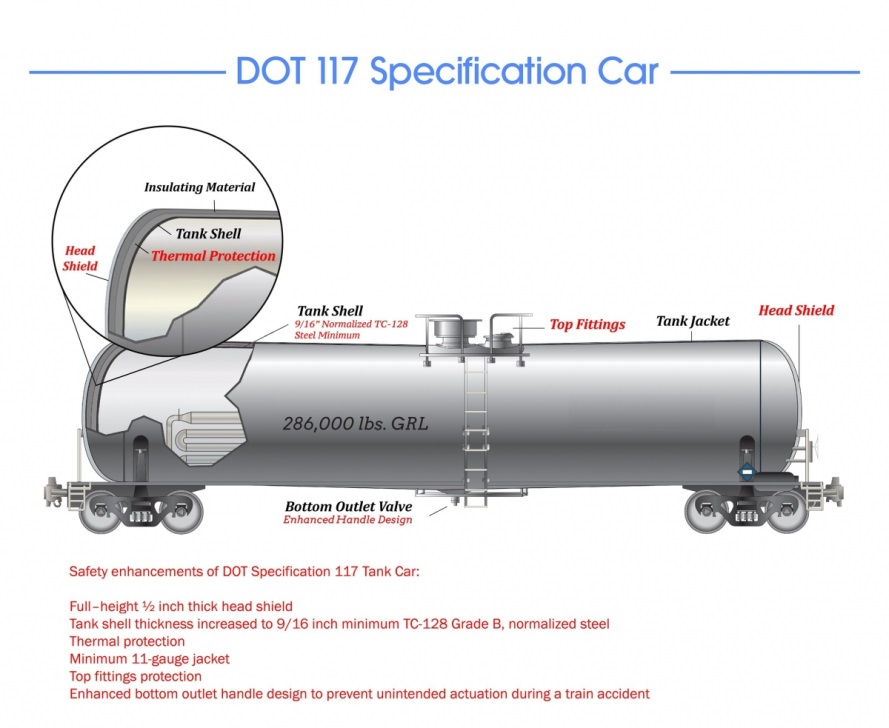 DOT 117 Specification Car
Insulating Material
Tank Shell
Thermal Protection
Head
Shield
Tank Shell
9/16" Normalized TC-128
Steel Minimum
Top Fittings
Tank Jacket
Head Shield
286,000 lbs. GRL
Bottom Outlet Valve
Enhanced Handle Design
Safety enhancements of DOT Specification 117 Tank Car:
Full–height ½ inch thick head shield
Tank shell thickness increased to 9/16 inch minimum TC-128 Grade B, normalized steel
Thermal protection
Minimum 11-gauge jacket
Top fittings protection
Enhanced bottom outlet handle design to prevent unintended actuation during a train accident